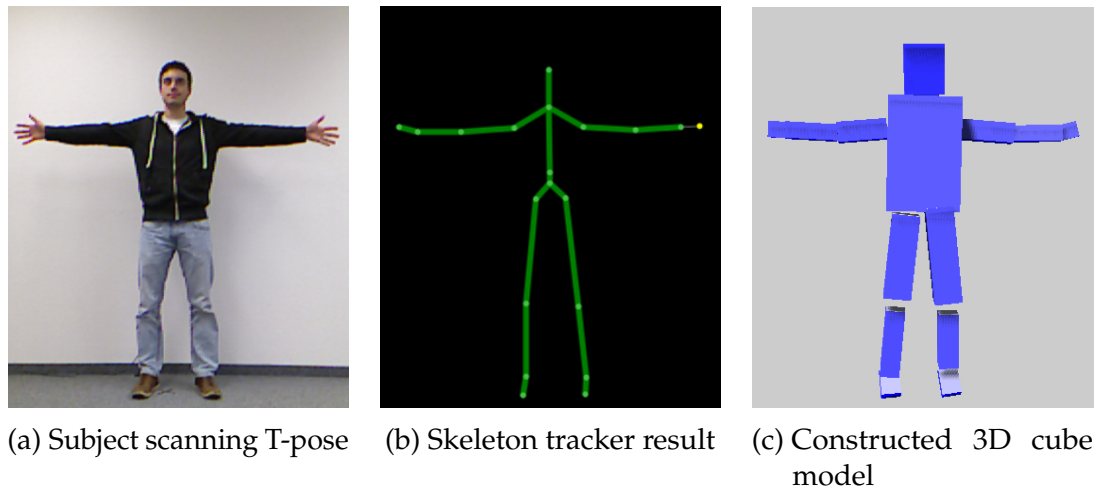 (a) Subject scanning T-pose
(b) Skeleton tracker result
(c) Constructed 3D cube
model